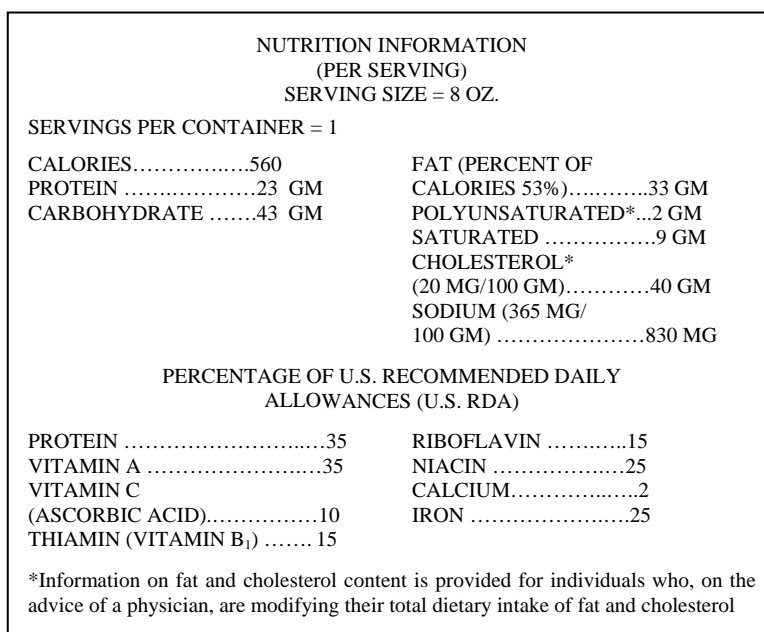 NUTRITION INFORMATION
(PER SERVING)
SERVING SIZE = 8 OZ.
SERVINGS PER CONTAINER = 1
CALORIES………….….560
PROTEIN …….…………23 GM
CARBOHYDRATE …….43 GM
FAT (PERCENT OF
CALORIES 53%)….……..33 GM
POLYUNSATURATED*...2 GM
SATURATED …………….9 GM
CHOLESTEROL*
(20 MG/100 GM)…………40 GM
SODIUM (365 MG/
100 GM) …………………830 MG
PERCENTAGE OF U.S. RECOMMENDED DAILY
ALLOWANCES (U.S. RDA)
PROTEIN ……………………..…35
VITAMIN A ……………….….…35
VITAMIN C
(ASCORBIC ACID)..……………10
THIAMIN (VITAMIN B₁) ……. 15
RIBOFLAVIN …….…..15
NIACIN …………….…25
CALCIUM…………..…..2
IRON ………………..….25
*Information on fat and cholesterol content is provided for individuals who, on the
advice of a physician, are modifying their total dietary intake of fat and cholesterol